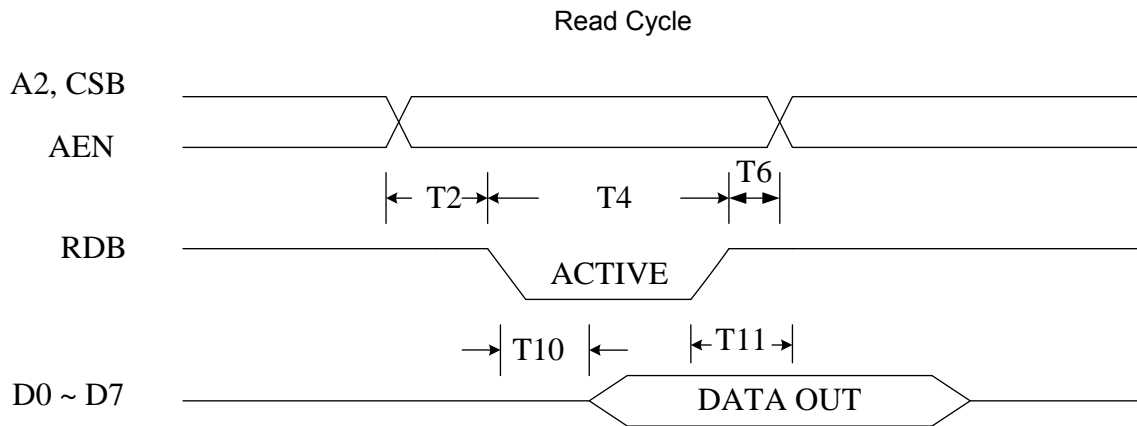 Read Cycle
A2, CSB
AEN
T2
T4
T6
RDB
ACTIVE
T10
T11
D0 ~ D7
DATA OUT